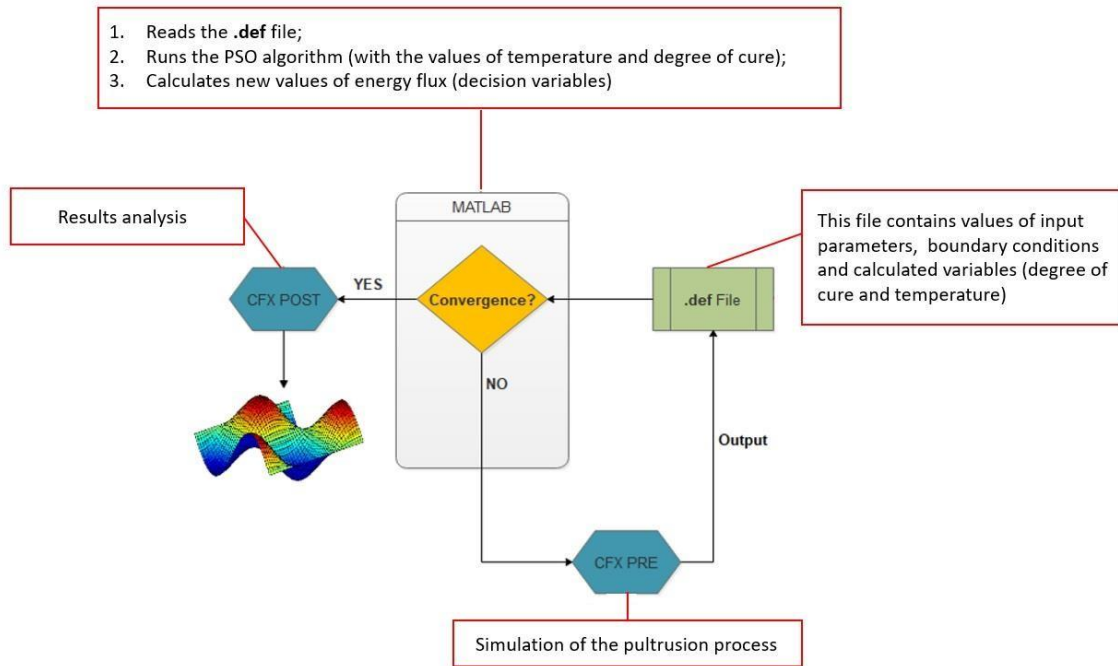 1. Reads the .def file;
2. Runs the PSO algorithm (with the values of temperature and degree of cure);
3. Calculates new values of energy flux (decision variables)
Results analysis
MATLAB
This file contains values of input
parameters, boundary conditions
and calculated variables (degree of
cure and temperature)
CFX POST
YES
Convergence?
.def File
NO
Output
CFX PRE
Simulation of the pultrusion process